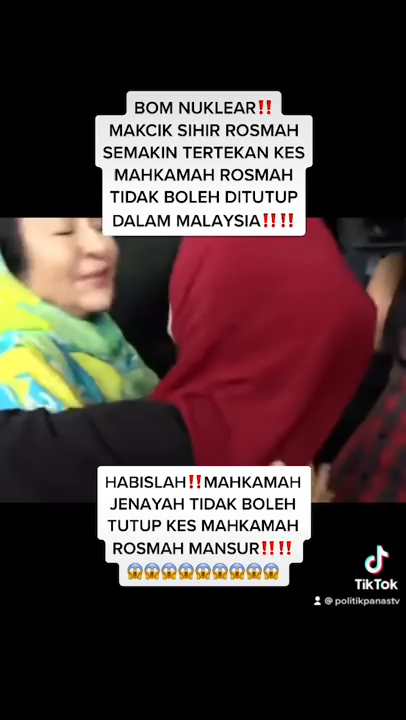 BOM NUKLEAR‼️
MAKCIK SIHIR ROSMAH
SEMAKIN TERTEKAN KES
MAHKAMAH ROSMAH
TIDAK BOLEH DITUTUP
DALAM MALAYSIA‼️‼️
HABISLAH‼️MAHKAMAH
JENAYAH TIDAK BOLEH
TUTUP KES MAHKAMAH
ROSMAH MANSUR‼️‼️
😱😱😱😱😱😱😱😱😱
TikTok
@ politikpanastv